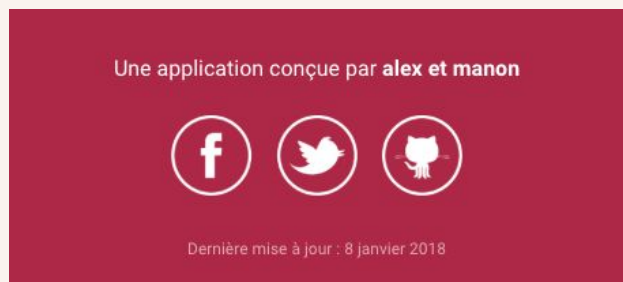 Une application conçue par alex et manon
Dernière mise à jour : 8 janvier 2018